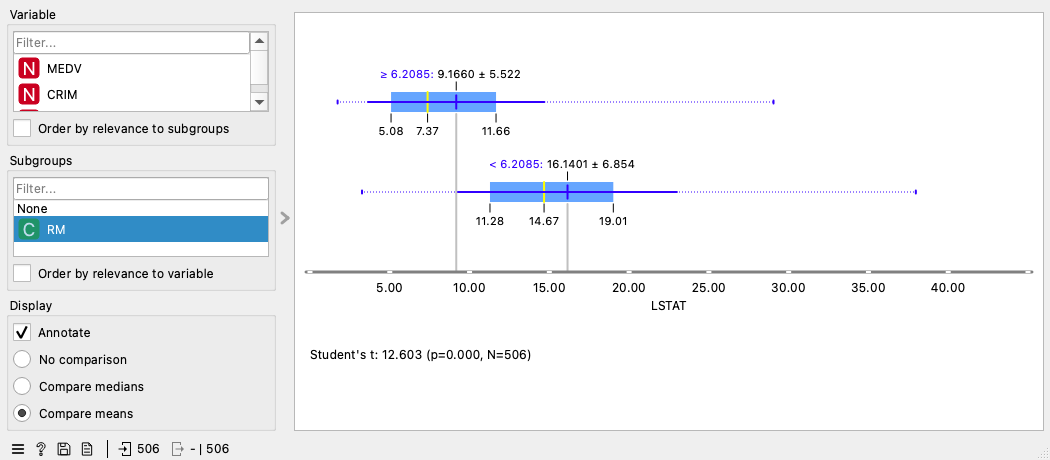 Variable
Filter...
N MEDV
N CRIM
Order by relevance to subgroups
Subgroups
Filter...
None
C RM
Order by relevance to variable
Display
Annotate
No comparison
Compare medians
Compare means
? 506 - | 506
≥ 6.2085: 9.1660 ± 5.522
5.08 7.37 11.66
< 6.2085: 16.1401 ± 6.854
11.28 14.67 19.01
5.00 10.00 15.00 20.00 25.00 30.00 35.00 40.00
LSTAT
Student's t: 12.603 (p=0.000, N=506)